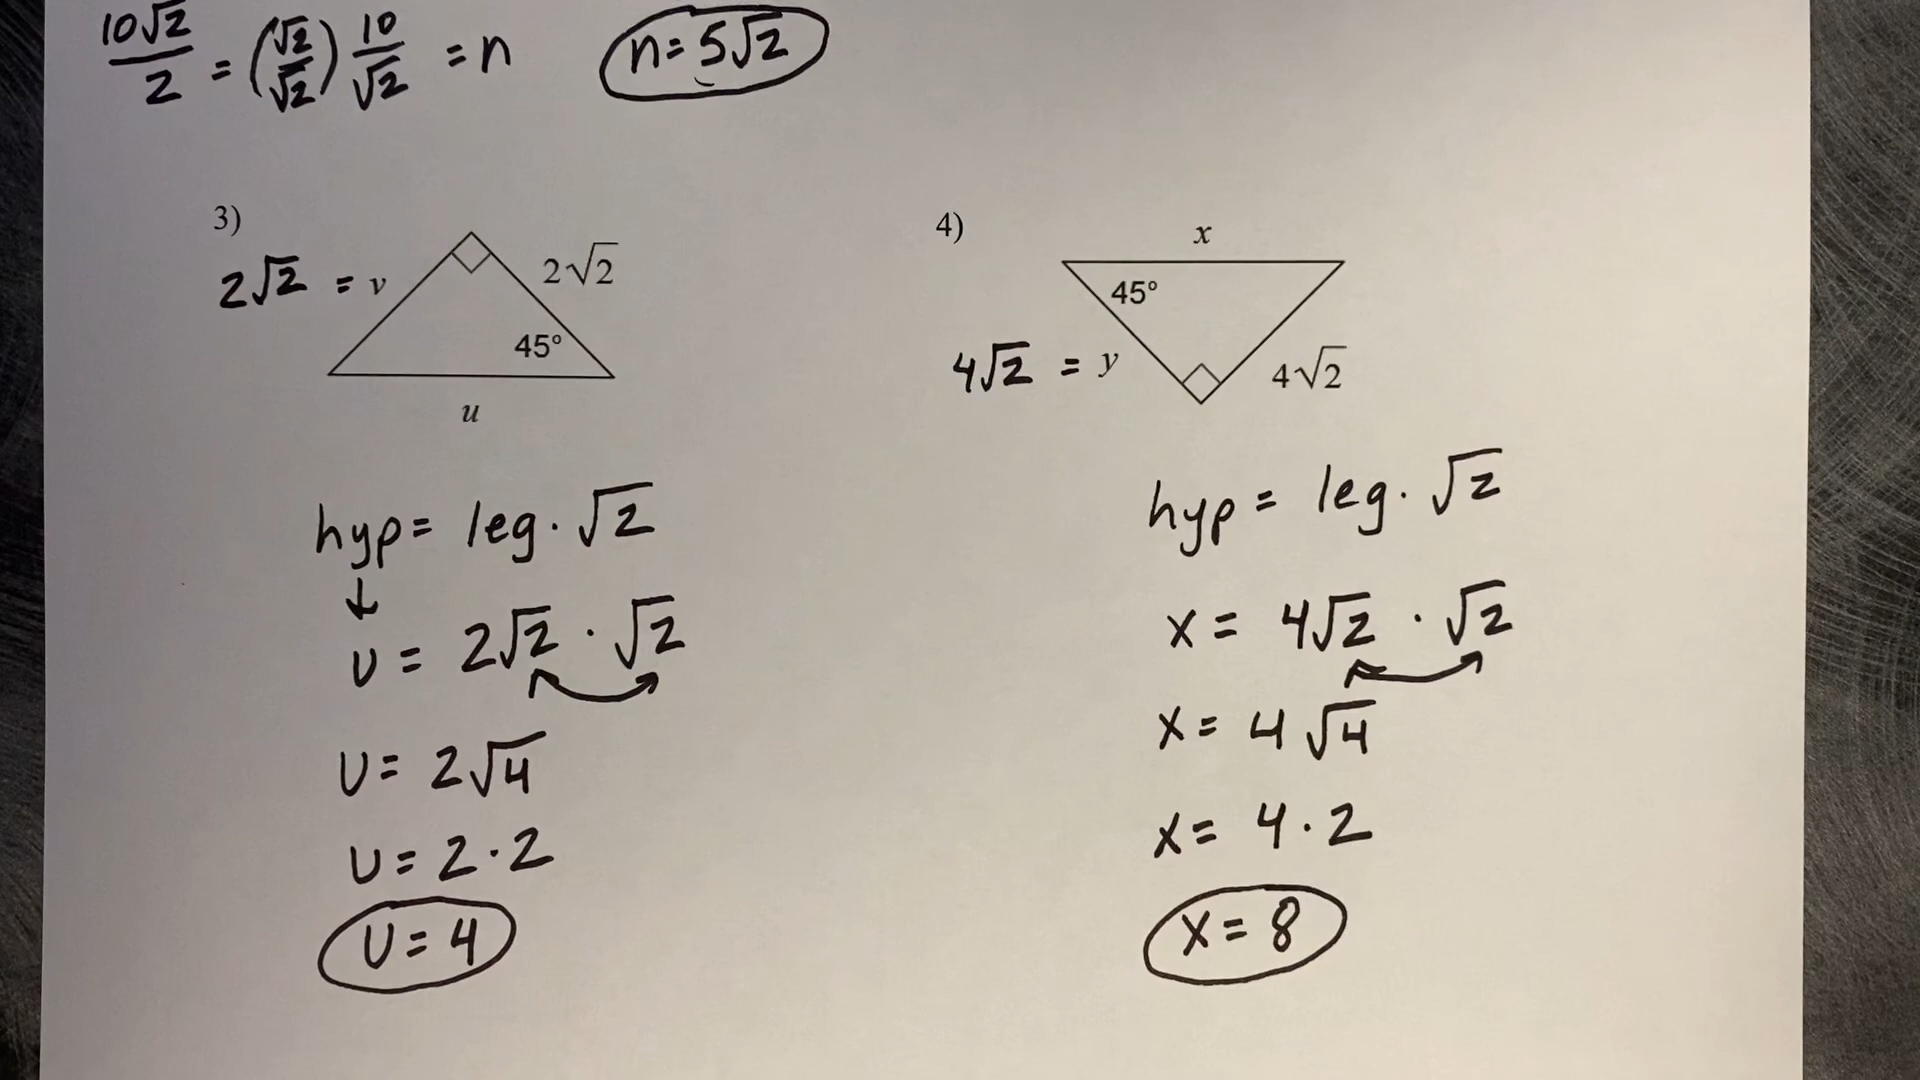 10√2/2 = (√2/√2) 10/√2 = n   n = 5√2
3)
2√2 = v
2√2
45°
u
hyp = leg · √2
↓
U = 2√2 · √2
U = 2√4
U = 2 · 2
U = 4
4)
x
45°
4√2 = y
4√2
hyp = leg · √2
x = 4√2 · √2
x = 4√4
x = 4 · 2
x = 8